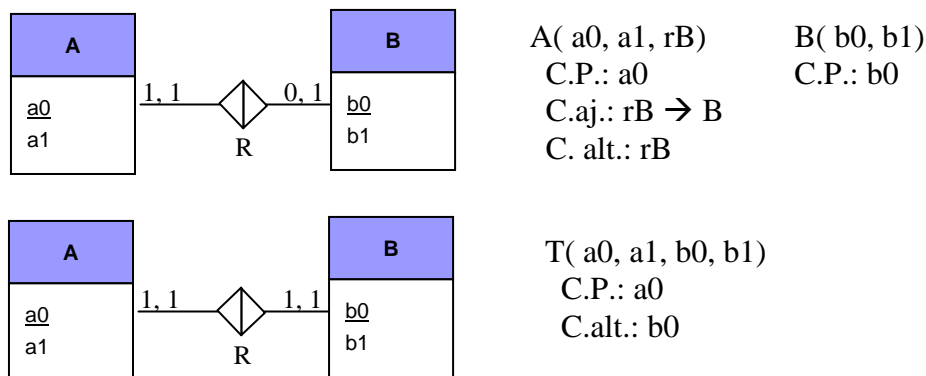 A
a0
a1
1, 1
R
0, 1
B
b0
b1
A( a0, a1, rB)
C.P.: a0
C.aj.: rB → B
C. alt.: rB
B( b0, b1)
C.P.: b0
A
a0
a1
1, 1
R
1, 1
B
b0
b1
T( a0, a1, b0, b1)
C.P.: a0
C.alt.: b0